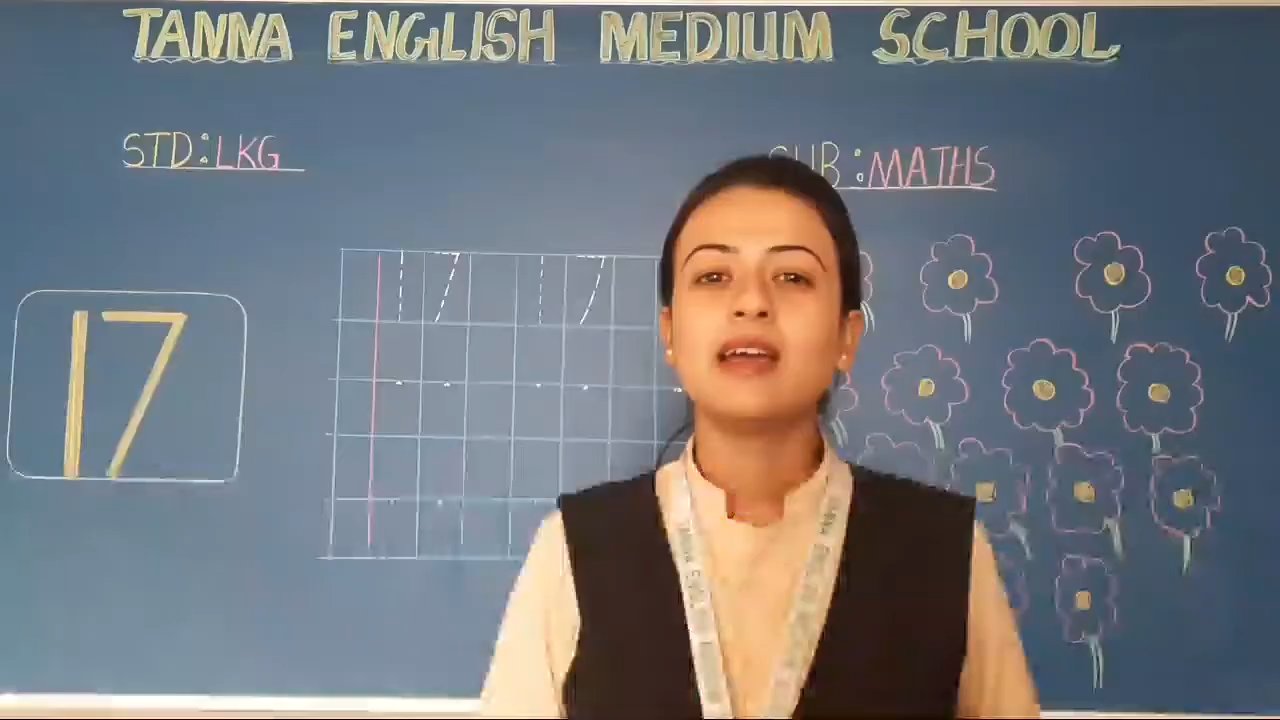 TANNA ENGLISH MEDIUM SCHOOL
STD:LKG
SUB:MATHS
17
17 17